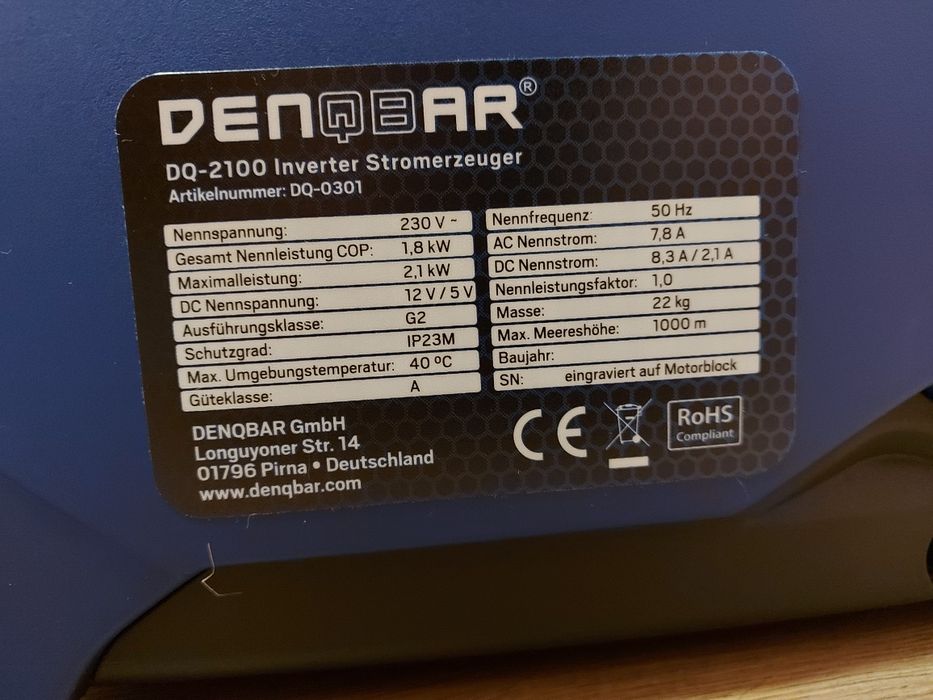 DENQBAR®
DQ-2100 Inverter Stromerzeuger
Artikelnummer: DQ-0301
Nennspannung: 230 V ~
Gesamt Nennleistung COP: 1,8 kW
Maximalleistung: 2,1 kW
DC Nennspannung: 12 V / 5 V
Ausführungsklasse: G2
Schutzgrad: IP23M
Max. Umgebungstemperatur: 40 ºC
Güteklasse: A
Nennfrequenz: 50 Hz
AC Nennstrom: 7,8 A
DC Nennstrom: 8,3 A / 2,1 A
Nennleistungsfaktor: 1,0
Masse: 22 kg
Max. Meereshöhe: 1000 m
Baujahr:
SN: eingraviert auf Motorblock
DENQBAR GmbH
Longuyoner Str. 14
01796 Pirna • Deutschland
www.denqbar.com
CE
RoHS
Compliant